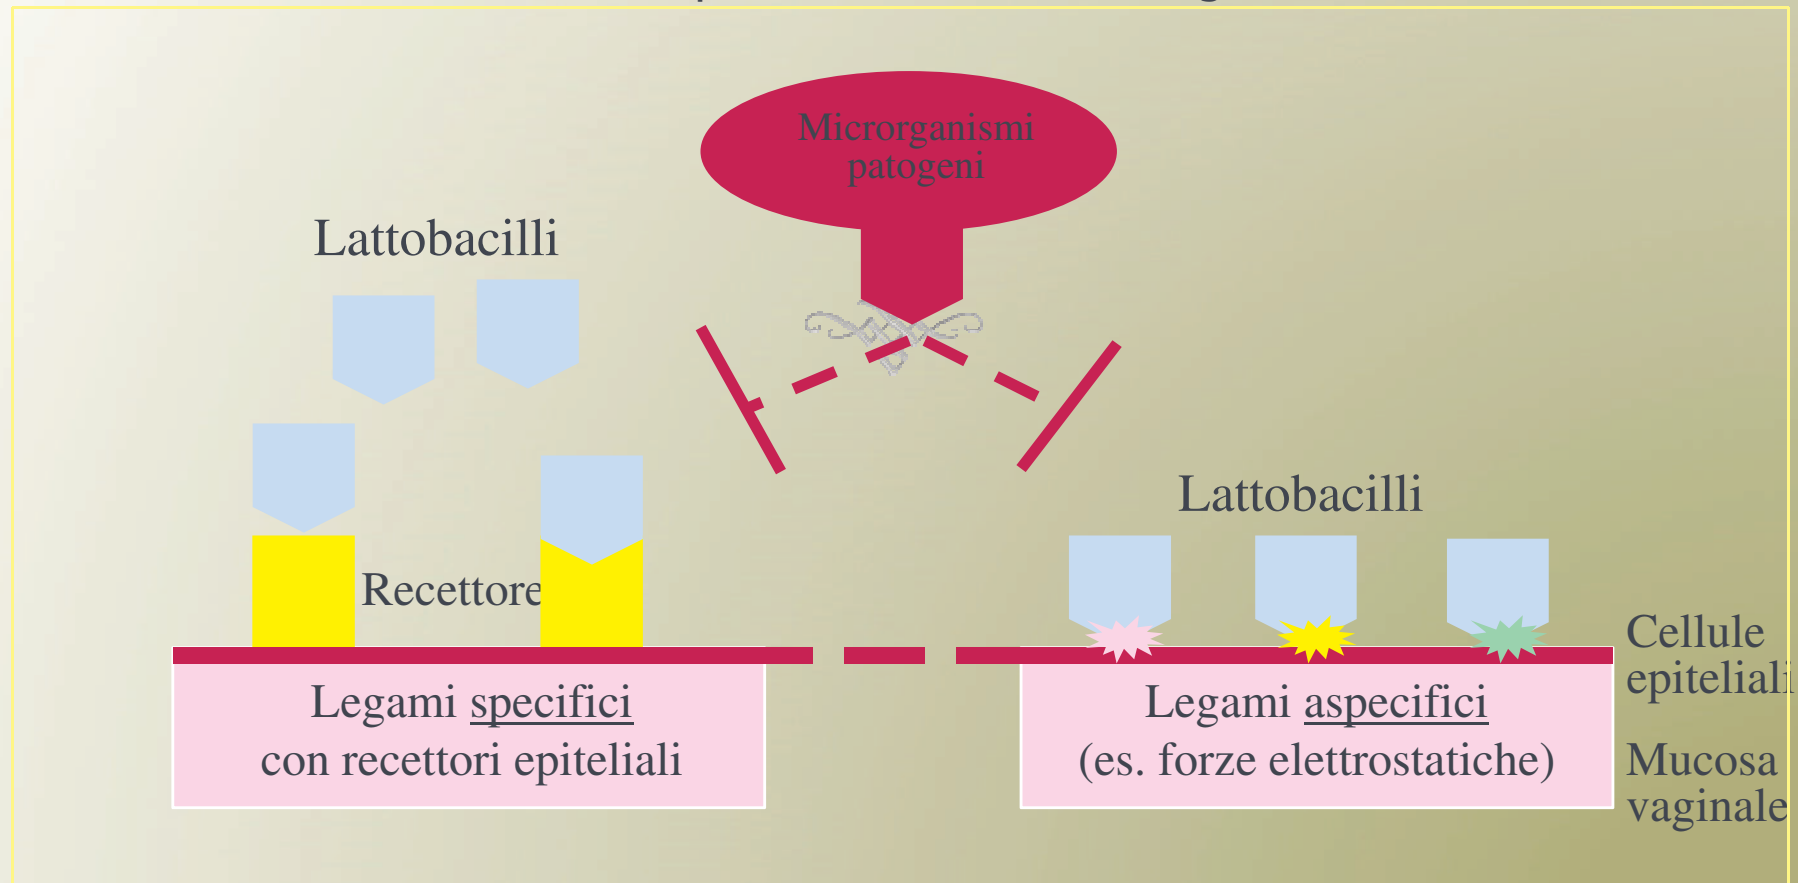 Microrganismi
patogeni
Lattobacilli
Lattobacilli
Recettore
Cellule
epiteliali
Legami specifici
con recettori epiteliali
Legami aspecifici
(es. forze elettrostatiche)
Mucosa
vaginale